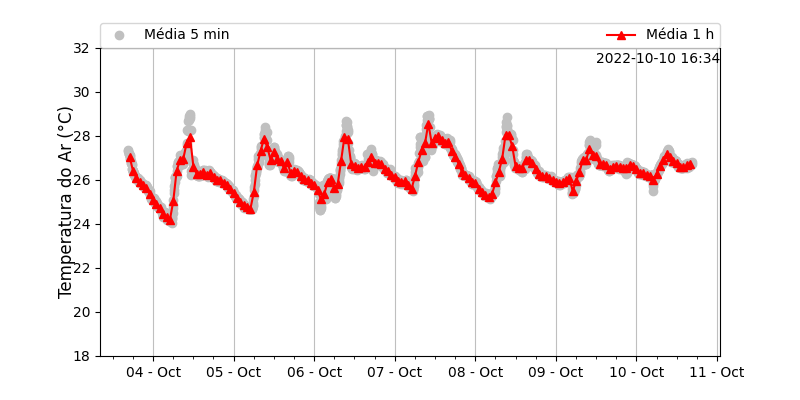 Média 5 min
Média 1 h
2022-10-10 16:34
Temperatura do Ar (°C)
32
30
28
26
24
22
20
18
04 - Oct
05 - Oct
06 - Oct
07 - Oct
08 - Oct
09 - Oct
10 - Oct
11 - Oct